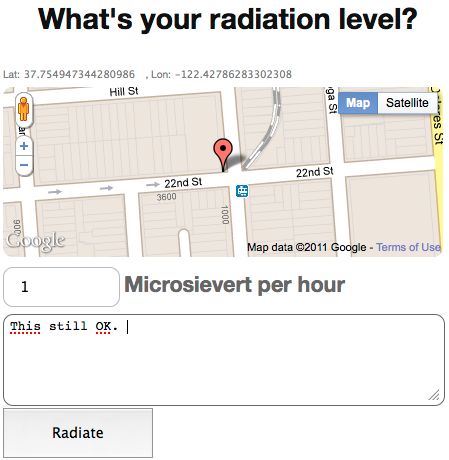 What's your radiation level?
Lat: 37.754947344280986 , Lon: -122.42786283302308
Hill St
Map Satellite
22nd St
22nd St
3600
1000
900
Google
Map data ©2011 Google - Terms of Use
1 Microsievert per hour
This still OK.
Radiate